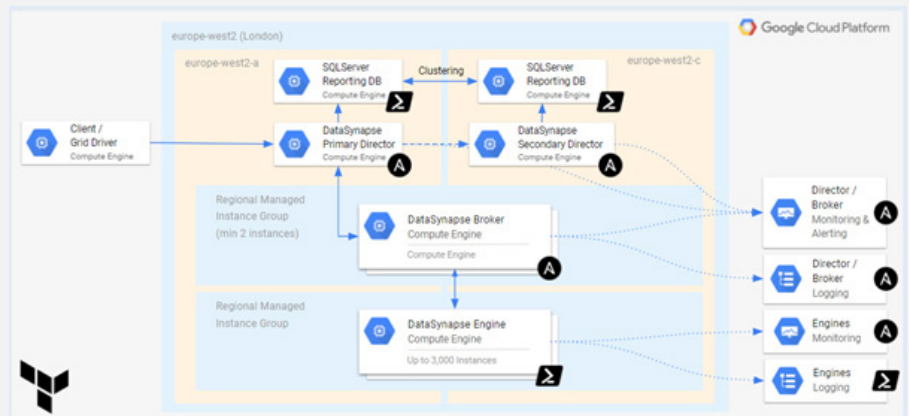 Google Cloud Platform
europe-west2 (London)
europe-west2-a
europe-west2-c
SQLServer
Reporting DB
Compute Engine
Clustering
SQLServer
Reporting DB
Compute Engine
Client /
Grid Driver
Compute Engine
DataSynapse
Primary Director
Compute Engine
DataSynapse
Secondary Director
Compute Engine
Regional Managed
Instance Group
(min 2 instances)
DataSynapse Broker
Compute Engine
Compute Engine
Director /
Broker
Monitoring &
Alerting
Director /
Broker
Logging
Regional Managed
Instance Group
DataSynapse Engine
Compute Engine
Up to 3,000 Instances
Engines
Monitoring
Engines
Logging